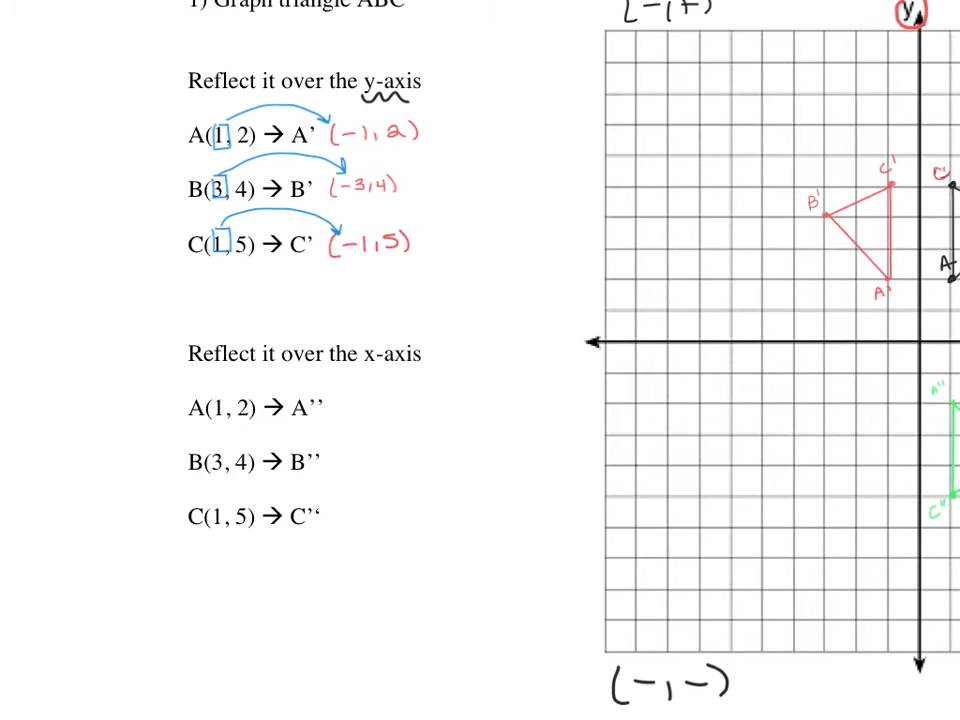 1) Graph triangle ABC
(-,+)
y
Reflect it over the y-axis
A(1, 2) → A’ (-1,2)
B(3, 4) → B’ (-3,4)
C(1, 5) → C’ (-1,5)
C'
C
B'
A
A'
Reflect it over the x-axis
A(1, 2) → A’’
B(3, 4) → B’’
C(1, 5) → C’‘
A"
C"
(-,-)